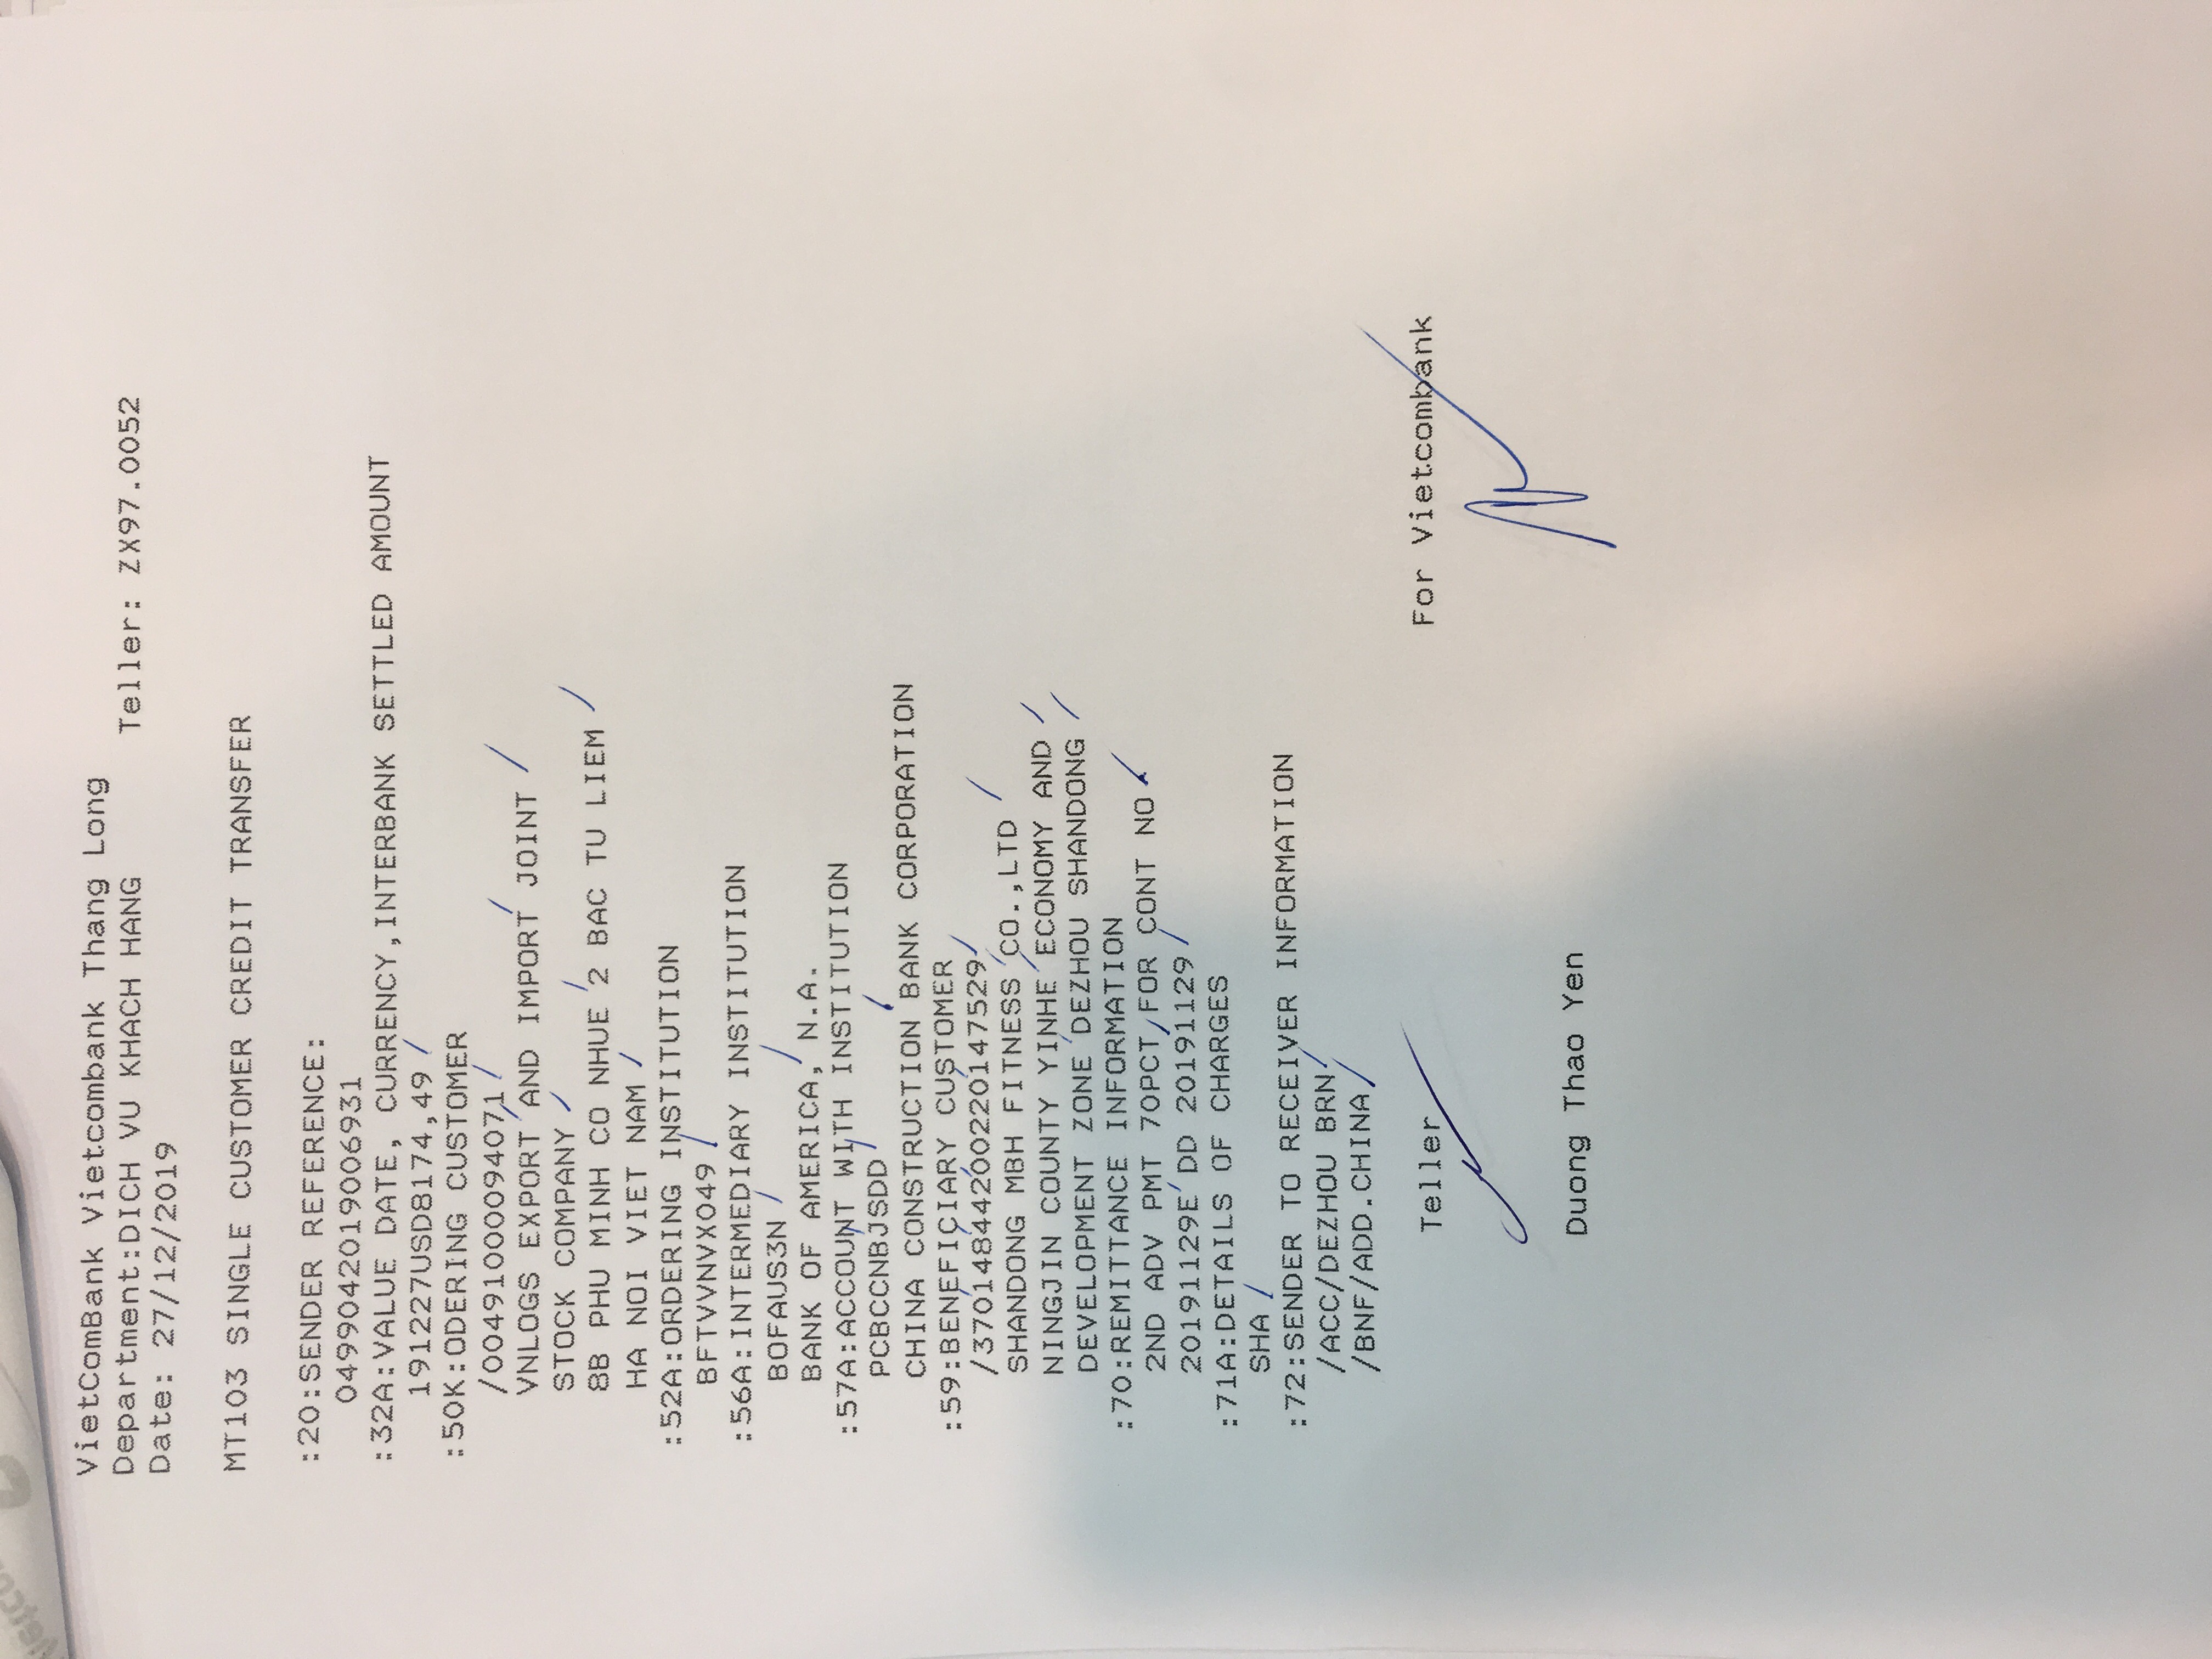 VietComBank Vietcombank Thang Long
Department:DICH VU KHACH HANG Teller: ZX97.0052
Date: 27/12/2019
MT103 SINGLE CUSTOMER CREDIT TRANSFER
:20:SENDER REFERENCE:
0499042019006931
:32A:VALUE DATE, CURRENCY,INTERBANK SETTLED AMOUNT
191227USD8174,49
:50K:ODERING CUSTOMER
/00491000094071
VNLOGS EXPORT AND IMPORT JOINT
STOCK COMPANY
8B PHU MINH CO NHUE 2 BAC TU LIEM
HA NOI VIET NAM
:52A:ORDERING INSTITUTION
BFTVVNVX049
:56A:INTERMEDIARY INSTITUTION
BOFAUS3N
BANK OF AMERICA, N.A.
:57A:ACCOUNT WITH INSTITUTION
PCBCCNBJSDD
CHINA CONSTRUCTION BANK CORPORATION
:59:BENEFICIARY CUSTOMER
/37014844200220147529
SHANDONG MBH FITNESS CO.,LTD
NINGJIN COUNTY YINHE ECONOMY AND
DEVELOPMENT ZONE DEZHOU SHANDONG
:70:REMITTANCE INFORMATION
2ND ADV PMT 70PCT FOR CONT NO
20191129E DD 20191129
:71A:DETAILS OF CHARGES
SHA
:72:SENDER TO RECEIVER INFORMATION
/ACC/DEZHOU BRN
/BNF/ADD.CHINA
Teller For Vietcombank
Duong Thao Yen